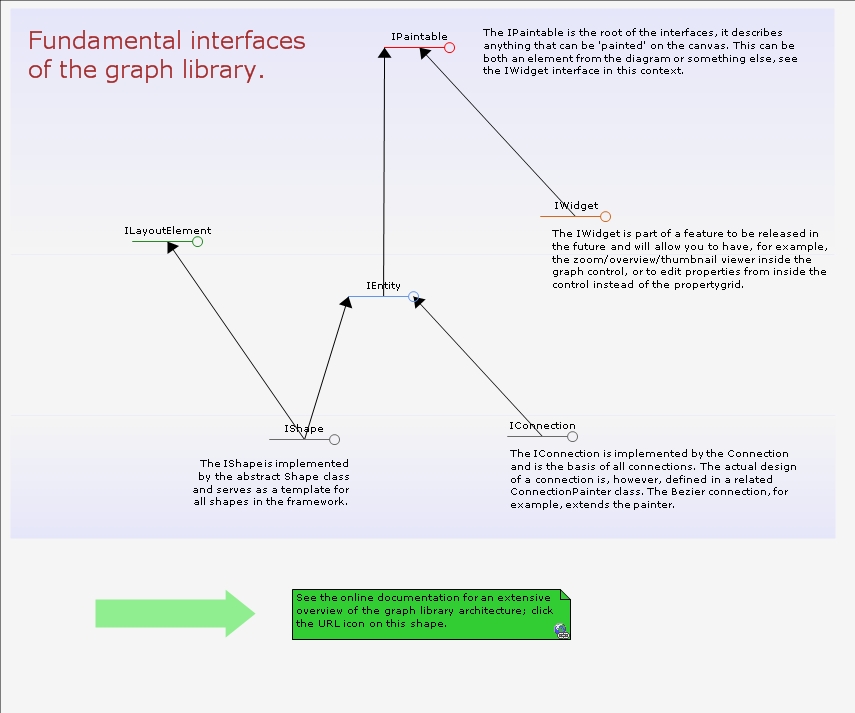 Fundamental interfaces
of the graph library.
IPaintable
The IPaintable is the root of the interfaces, it describes
anything that can be 'painted' on the canvas. This can be
both an element from the diagram or something else, see
the IWidget interface in this context.
IWidget
The IWidget is part of a feature to be released in
the future and will allow you to have, for example,
the zoom/overview/thumbnail viewer inside the
graph control, or to edit properties from inside the
control instead of the propertygrid.
ILayoutElement
IEntity
IShape
The IShape is implemented
by the abstract Shape class
and serves as a template for
all shapes in the framework.
IConnection
The IConnection is implemented by the Connection
and is the basis of all connections. The actual design
of a connection is, however, defined in a related
ConnectionPainter class. The Bezier connection, for
example, extends the painter.
See the online documentation for an extensive
overview of the graph library architecture; click
the URL icon on this shape.